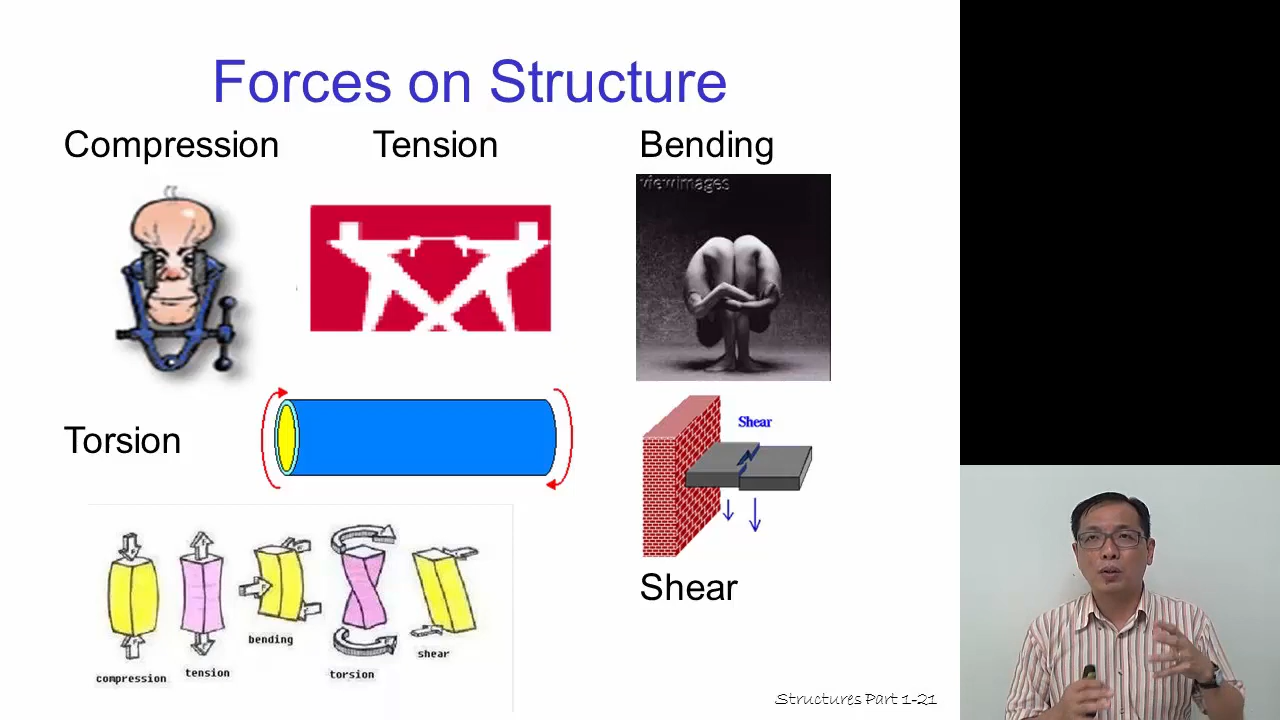 Forces on Structure
Compression
Tension
Bending
viewimages
Torsion
Shear
Shear
compression
tension
bending
torsion
shear
Structures Part 1-21